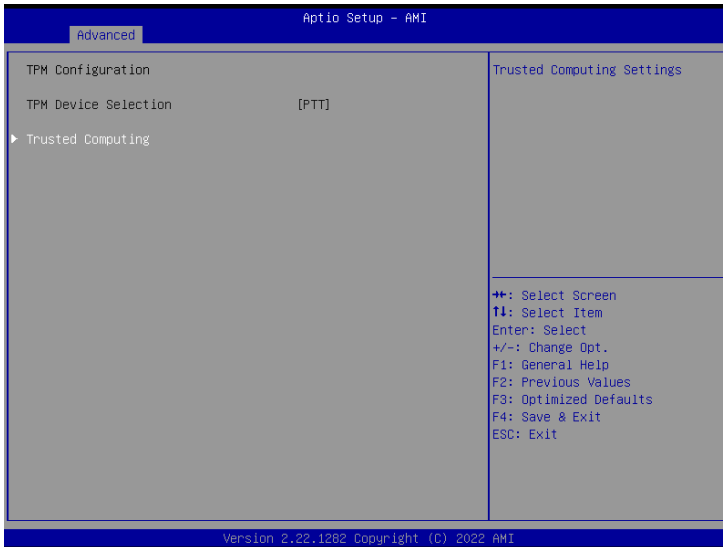 Aptio Setup - AMI
Advanced
TPM Configuration
TPM Device Selection [PTT]
Trusted Computing
Trusted Computing Settings
→←: Select Screen
↑↓: Select Item
Enter: Select
+/-: Change Opt.
F1: General Help
F2: Previous Values
F3: Optimized Defaults
F4: Save & Exit
ESC: Exit
Version 2.22.1282 Copyright (C) 2022 AMI